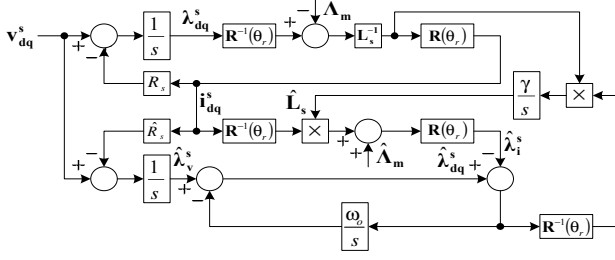 v^s_dq + − 1/s λ^s_dq R⁻¹(θ_r) + − Λ_m L_s⁻¹ R(θ_r)
R_s
i^s_dq L̂_s γ/s ×
R̂_s R⁻¹(θ_r) × + + Λ̂_m R(θ_r) λ̂^s_i
− + 1/s λ̂^s_v + − λ̂^s_dq + −
ω_o/s R⁻¹(θ_r)